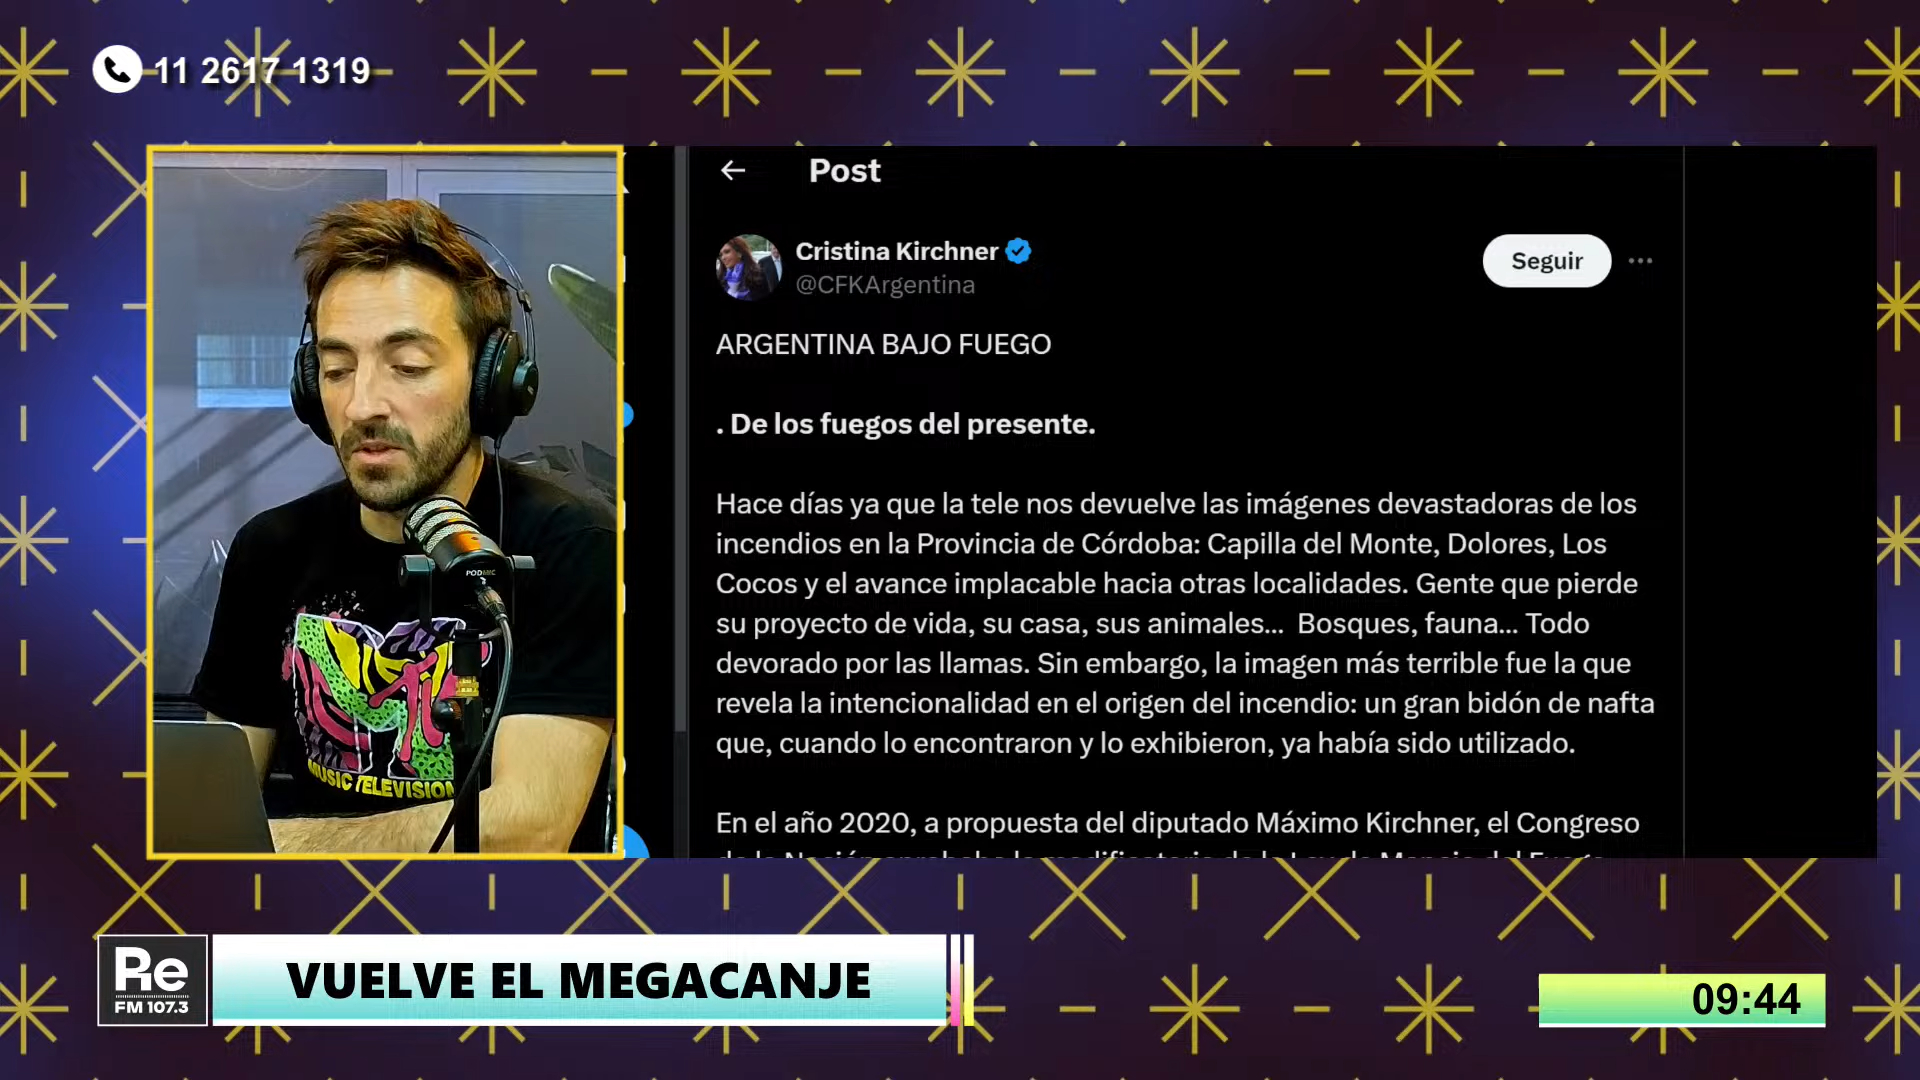 11 2617 1319
Post
Cristina Kirchner
@CFKArgentina
Seguir
ARGENTINA BAJO FUEGO
. De los fuegos del presente.
Hace días ya que la tele nos devuelve las imágenes devastadoras de los
incendios en la Provincia de Córdoba: Capilla del Monte, Dolores, Los
Cocos y el avance implacable hacia otras localidades. Gente que pierde
su proyecto de vida, su casa, sus animales... Bosques, fauna... Todo
devorado por las llamas. Sin embargo, la imagen más terrible fue la que
revela la intencionalidad en el origen del incendio: un gran bidón de nafta
que, cuando lo encontraron y lo exhibieron, ya había sido utilizado.
En el año 2020, a propuesta del diputado Máximo Kirchner, el Congreso
PODMIC
MUSIC TELEVISION
Re
FM 107.3
VUELVE EL MEGACANJE
09:44